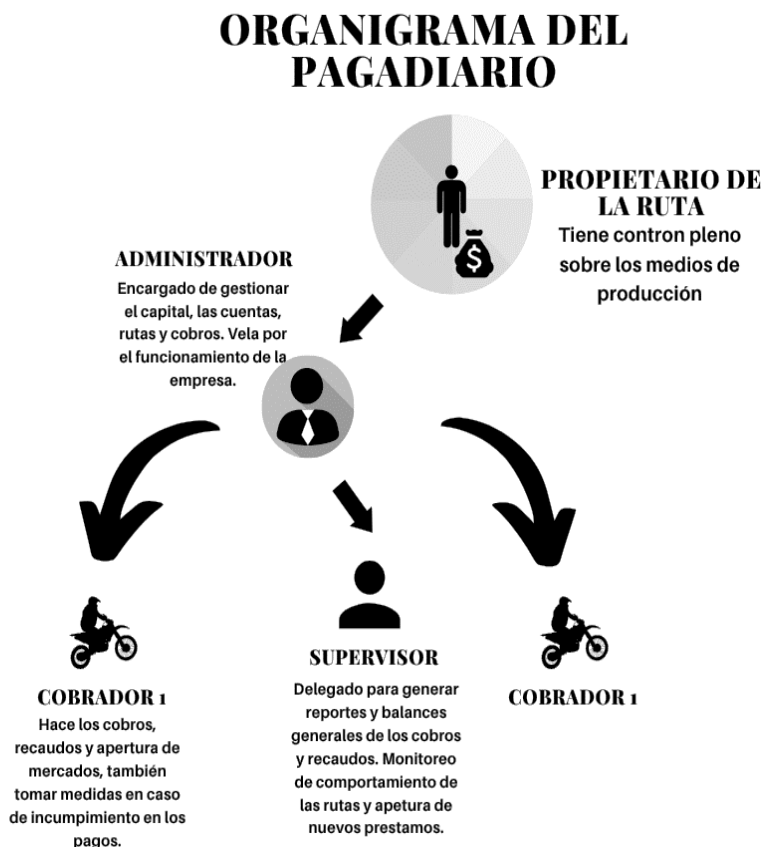 ORGANIGRAMA DEL
PAGADIARIO
PROPIETARIO DE
LA RUTA
Tiene contron pleno
sobre los medios de
producción
ADMINISTRADOR
Encargado de gestionar
el capital, las cuentas,
rutas y cobros. Vela por
el funcionamiento de la
empresa.
$
COBRADOR 1
Hace los cobros,
recaudos y apertura de
mercados, también
tomar medidas en caso
de incumpimiento en los
pagos.
SUPERVISOR
Delegado para generar
reportes y balances
generales de los cobros
y recaudos. Monitoreo
de comportamiento de
las rutas y apetura de
nuevos prestamos.
COBRADOR 1